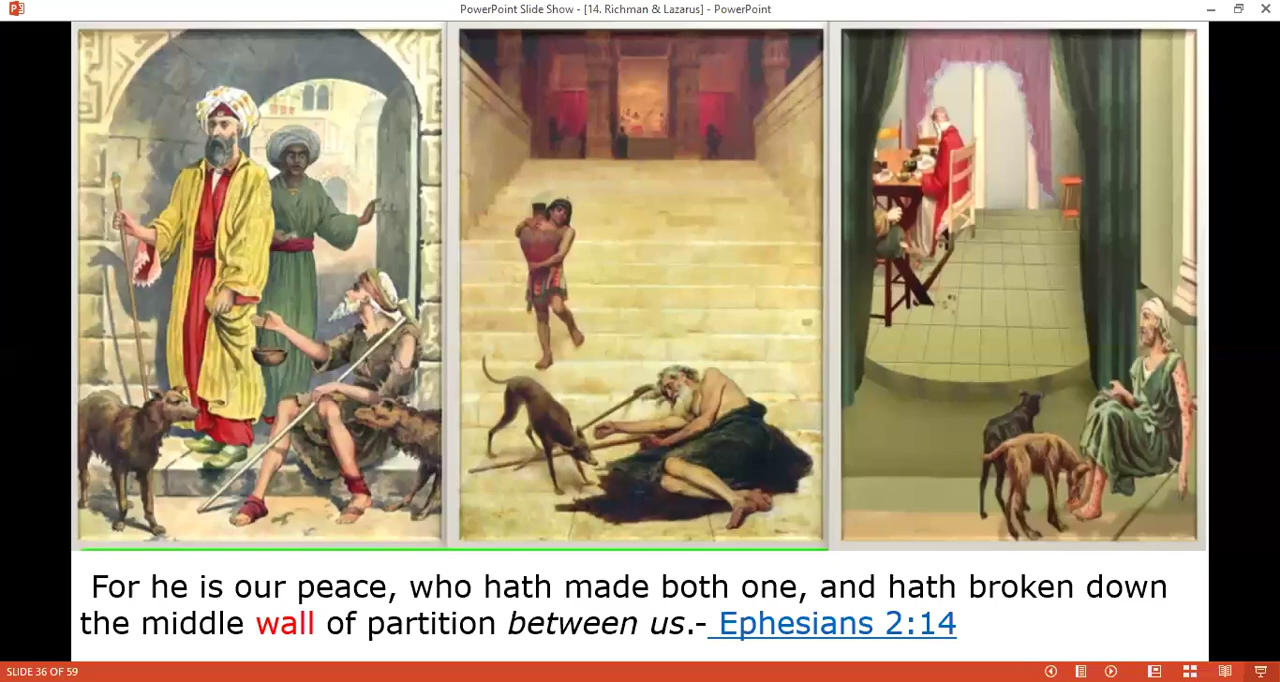 PowerPoint Slide Show - [14. Richman & Lazarus] - PowerPoint
For he is our peace, who hath made both one, and hath broken down
the middle wall of partition between us.- Ephesians 2:14
SLIDE 36 OF 59